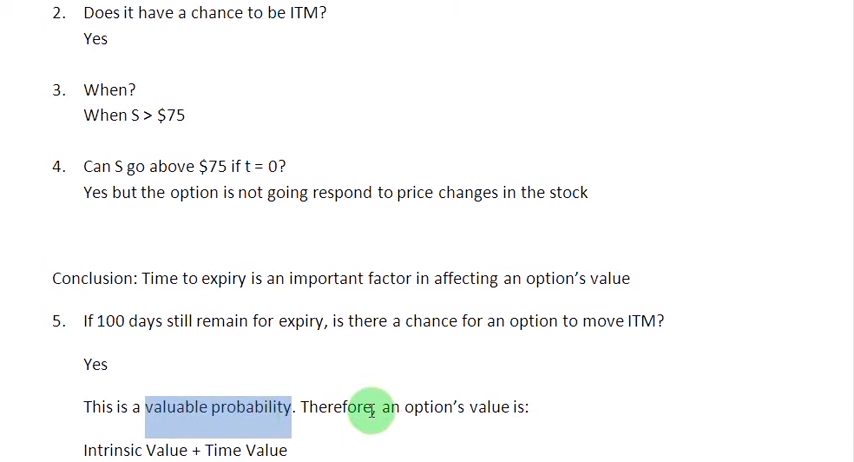 2. Does it have a chance to be ITM?
Yes
3. When?
When S > $75
4. Can S go above $75 if t = 0?
Yes but the option is not going respond to price changes in the stock
Conclusion: Time to expiry is an important factor in affecting an option’s value
5. If 100 days still remain for expiry, is there a chance for an option to move ITM?
Yes
This is a valuable probability. Therefore, an option’s value is:
Intrinsic Value + Time Value